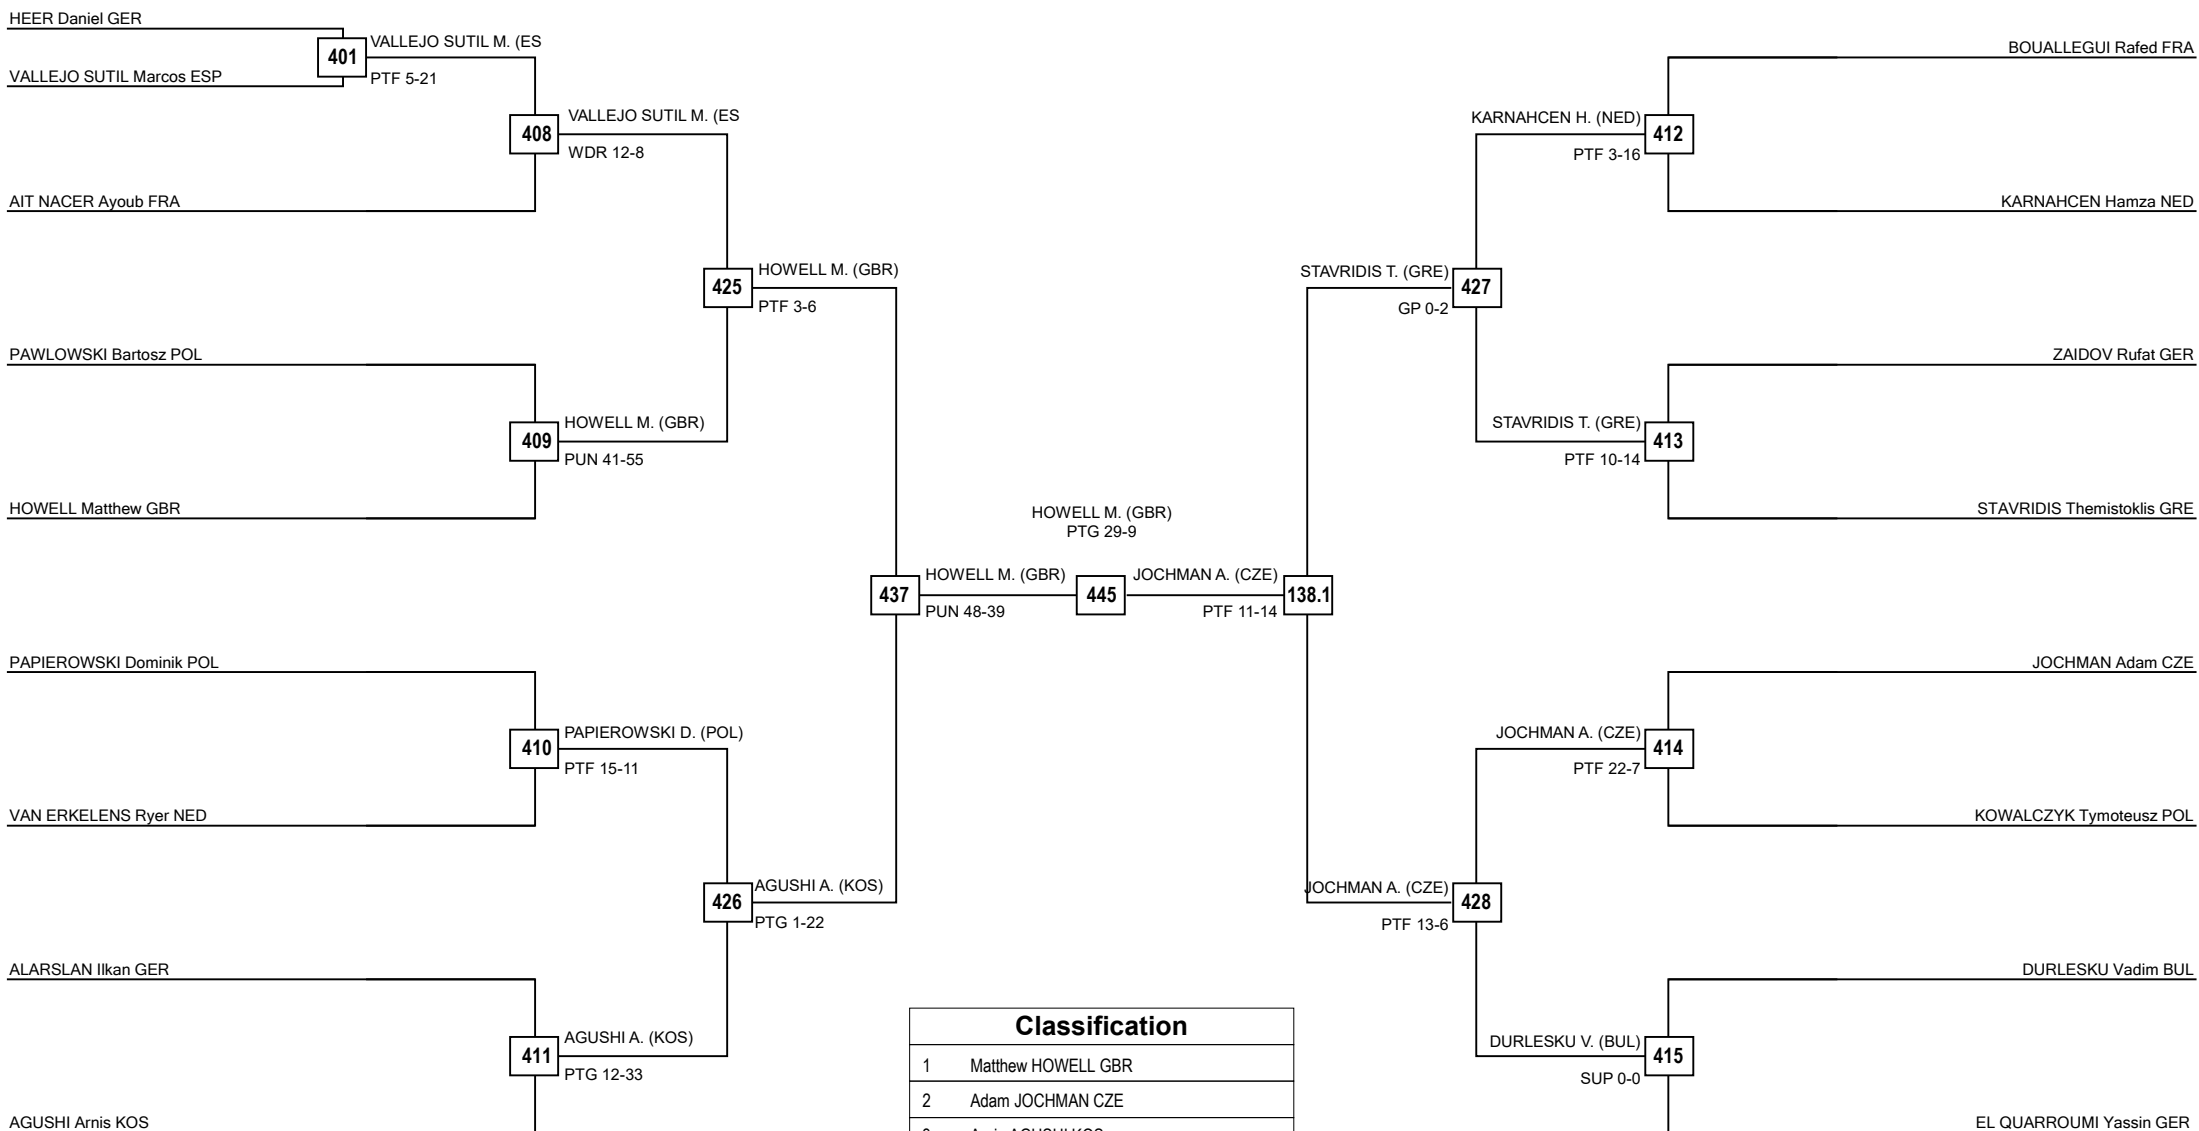 HEER Daniel GER
401
VALLEJO SUTIL M. (ES
VALLEJO SUTIL Marcos ESP
PTF 5-21
408
VALLEJO SUTIL M. (ES
WDR 12-8
AIT NACER Ayoub FRA
425
HOWELL M. (GBR)
PTF 3-6
PAWLOWSKI Bartosz POL
409
HOWELL M. (GBR)
PUN 41-55
HOWELL Matthew GBR
437
HOWELL M. (GBR)
PUN 48-39
PAPIEROWSKI Dominik POL
410
PAPIEROWSKI D. (POL)
PTF 15-11
VAN ERKELENS Ryer NED
426
AGUSHI A. (KOS)
PTG 1-22
ALARSLAN Ilkan GER
411
AGUSHI A. (KOS)
PTG 12-33
AGUSHI Arnis KOS
HOWELL M. (GBR)
PTG 29-9
445
BOUALLEGUI Rafed FRA
KARNAHCEN H. (NED)
412
PTF 3-16
KARNAHCEN Hamza NED
STAVRIDIS T. (GRE)
427
GP 0-2
ZAIDOV Rufat GER
STAVRIDIS T. (GRE)
413
PTF 10-14
STAVRIDIS Themistoklis GRE
JOCHMAN A. (CZE)
138.1
PTF 11-14
JOCHMAN Adam CZE
JOCHMAN A. (CZE)
414
PTF 22-7
KOWALCZYK Tymoteusz POL
JOCHMAN A. (CZE)
428
PTF 13-6
DURLESKU Vadim BUL
DURLESKU V. (BUL)
415
SUP 0-0
EL QUARROUMI Yassin GER
Classification
1 Matthew HOWELL GBR
2 Adam JOCHMAN CZE